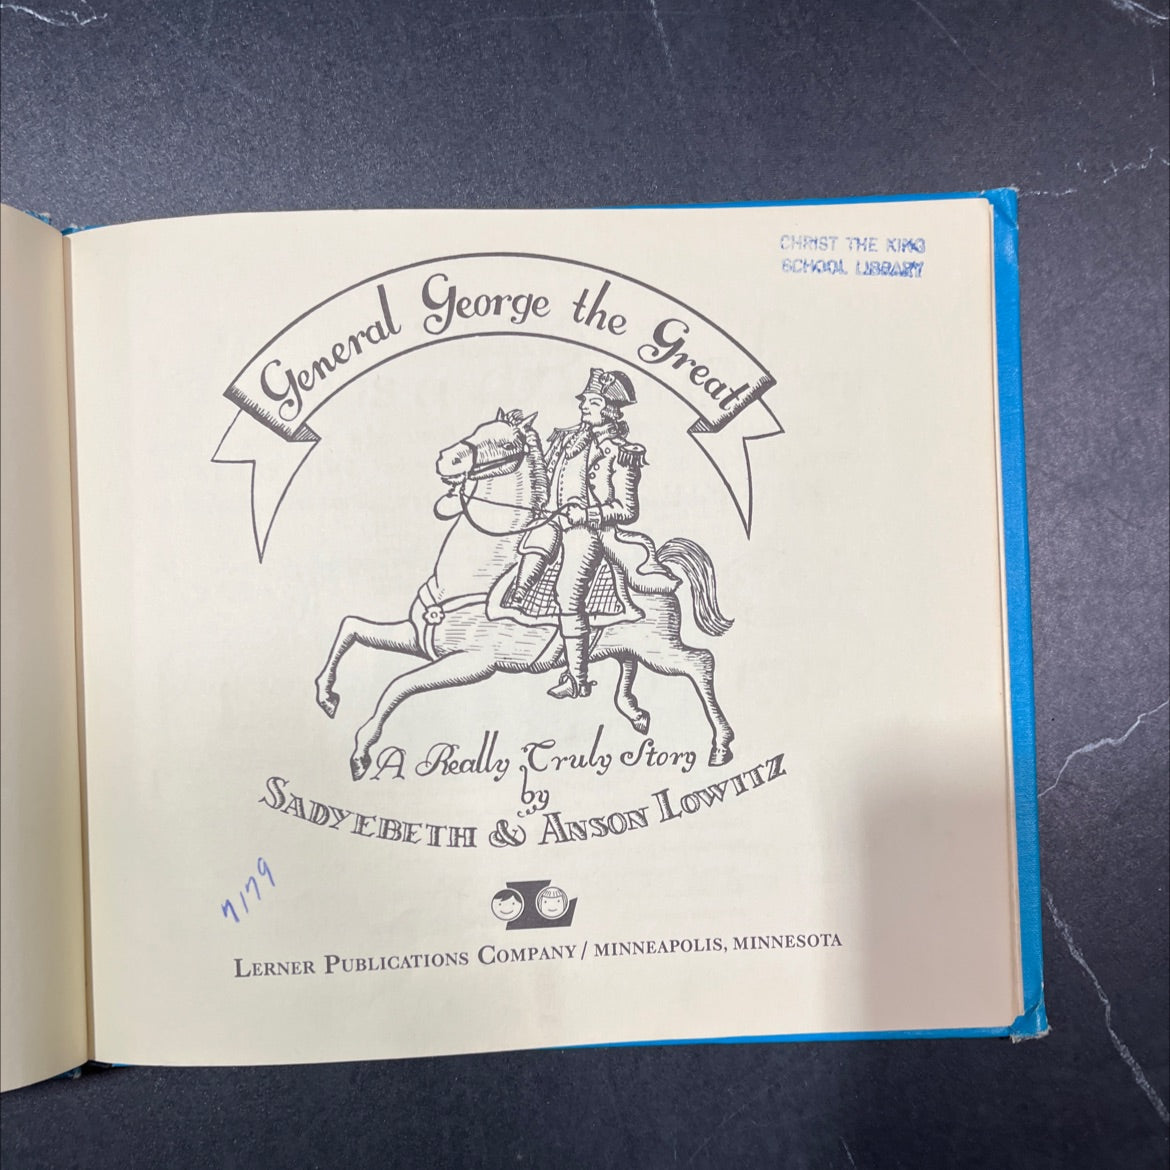 CHRIST THE KING
SCHOOL LIBRARY
General George the Great
A Really Truly Story
by
SADYEBETH & ANSON LOWITZ
7179
L
LERNER PUBLICATIONS COMPANY / MINNEAPOLIS, MINNESOTA